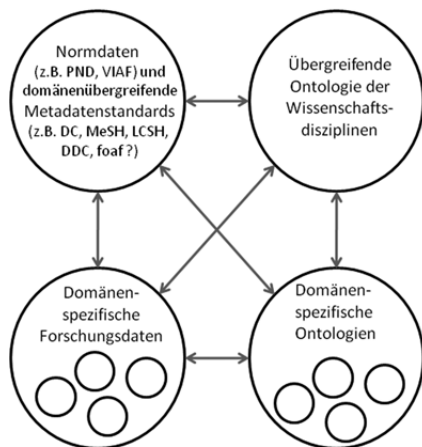 Normdaten
(z.B. PND, VIAF) und
domänenübergreifende
Metadatenstandards
(z.B. DC, MeSH, LCSH,
DDC, foaf ?)
Übergreifende
Ontologie der
Wissenschafts-
disziplinen
Domänen-
spezifische
Forschungsdaten
Domänen-
spezifische
Ontologien